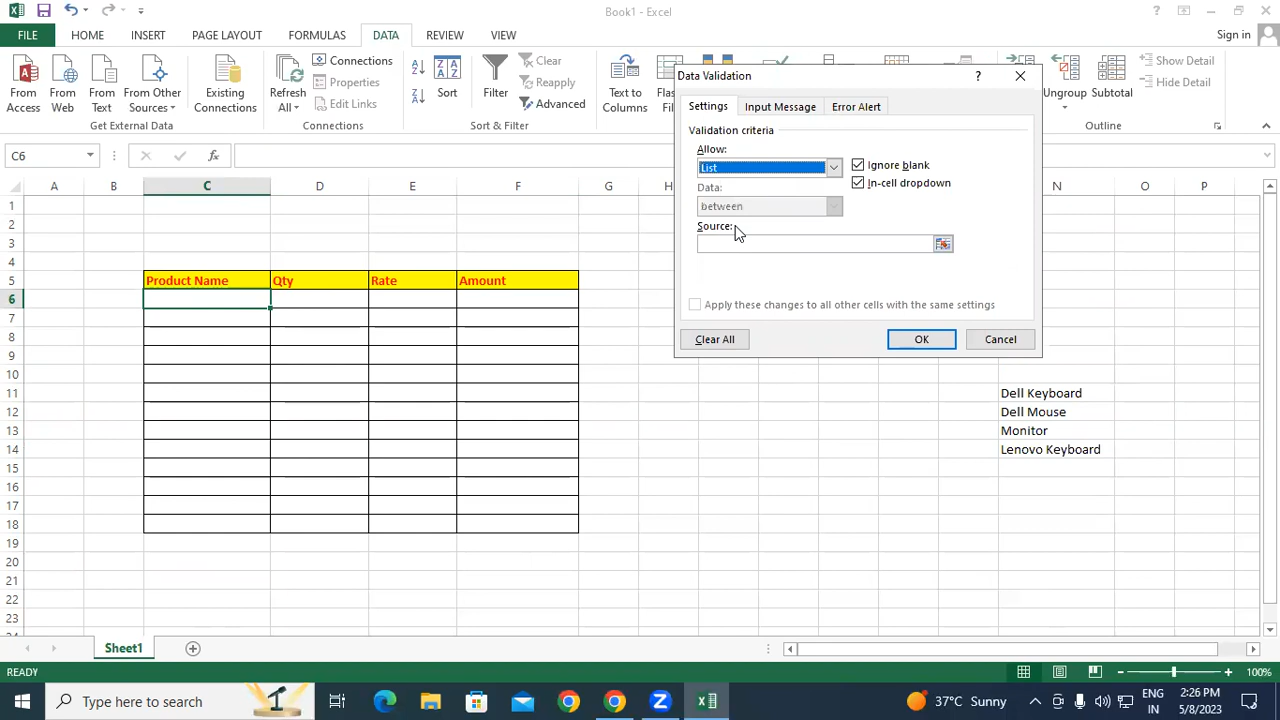 Book1 - Excel
FILE HOME INSERT PAGE LAYOUT FORMULAS DATA REVIEW VIEW Sign in
From Access
From Web
From Text
From Other Sources
Existing Connections
Get External Data
Refresh All
Connections
Properties
Edit Links
Connections
Sort
Filter
Clear
Reapply
Advanced
Sort & Filter
Text to Columns
Ungroup
Subtotal
Show Detail
Hide Detail
Outline
C6
Data Validation
Settings Input Message Error Alert
Validation criteria
Allow:
List
Ignore blank
Data:
In-cell dropdown
between
Source:
Apply these changes to all other cells with the same settings
Clear All OK Cancel
A B C D E F G H N O P
1
2
3
4
5 Product Name Qty Rate Amount
6
7
8
9
10
11 Dell Keyboard
12 Dell Mouse
13 Monitor
14 Lenovo Keyboard
15
16
17
18
19
20
21
22
23
Sheet1
READY
100%
Type here to search
37°C Sunny
ENG
IN
2:26 PM
5/8/2023